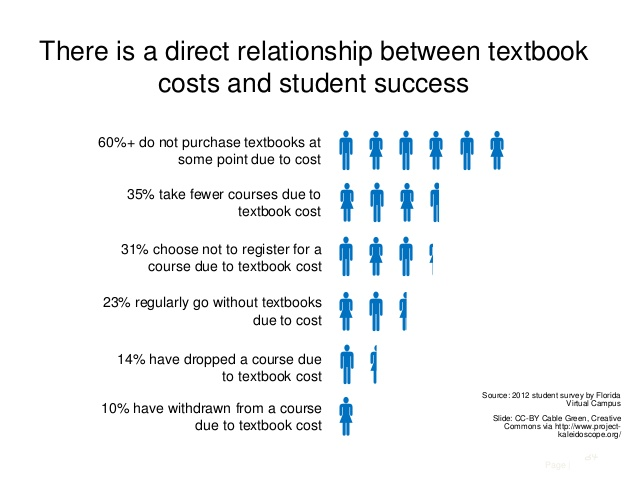 There is a direct relationship between textbook
costs and student success
60%+ do not purchase textbooks at
some point due to cost
35% take fewer courses due to
textbook cost
31% choose not to register for a
course due to textbook cost
23% regularly go without textbooks
due to cost
14% have dropped a course due
to textbook cost
10% have withdrawn from a course
due to textbook cost
Source: 2012 student survey by Florida
Virtual Campus
Slide: CC-BY Cable Green, Creative
Commons via http://www.project-
kaleidoscope.org/
Page